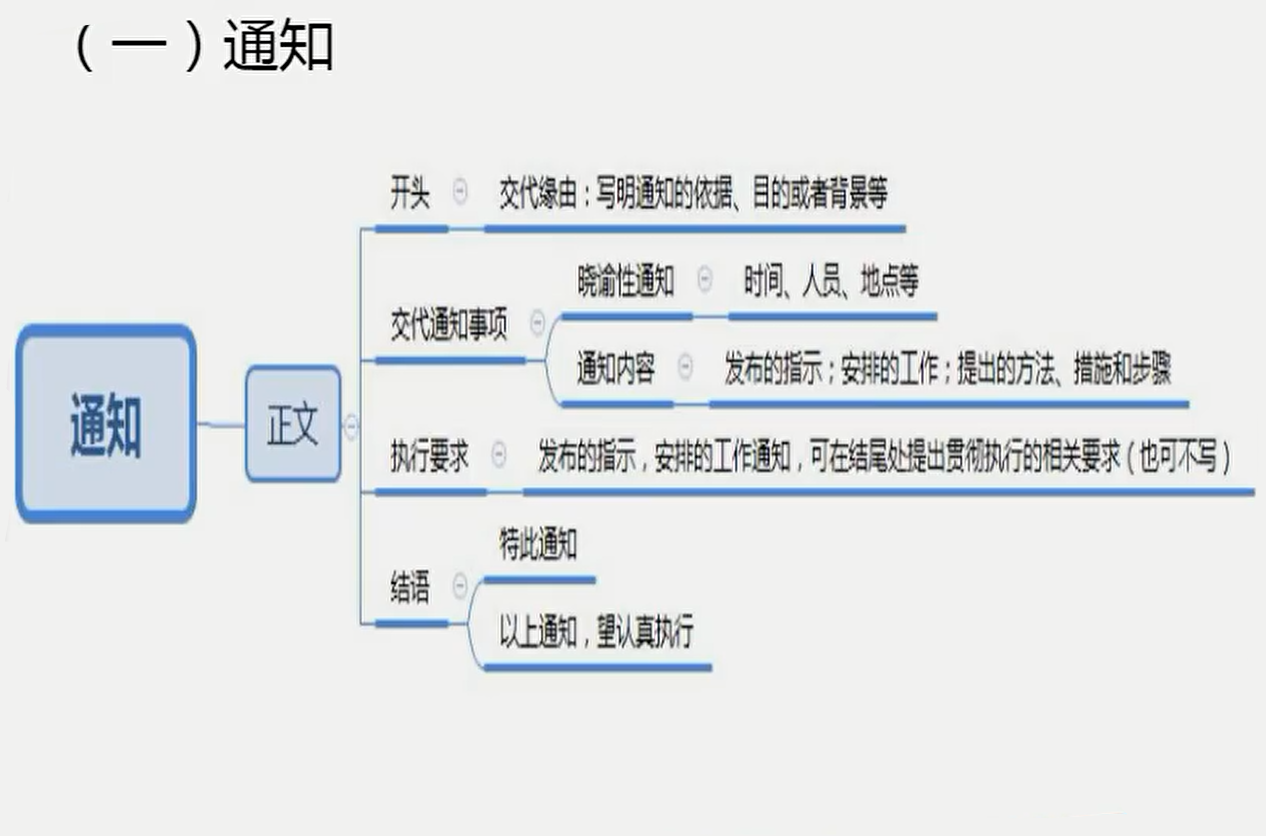 （一）通知
开头
交代缘由：写明通知的依据、目的或者背景等
晓谕性通知
时间、人员、地点等
交代通知事项
通知内容
发布的指示；安排的工作；提出的方法、措施和步骤
通知
正文
执行要求
发布的指示，安排的工作通知，可在结尾处提出贯彻执行的相关要求（也可不写）
特此通知
结语
以上通知，望认真执行